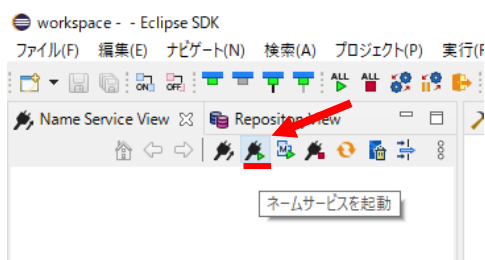 workspace - - Eclipse SDK
ファイル(F) 編集(E) ナビゲート(N) 検索(A) プロジェクト(P) 実行(F
ON OFF ALL ALL
Name Service View Repository View
ネームサービスを起動